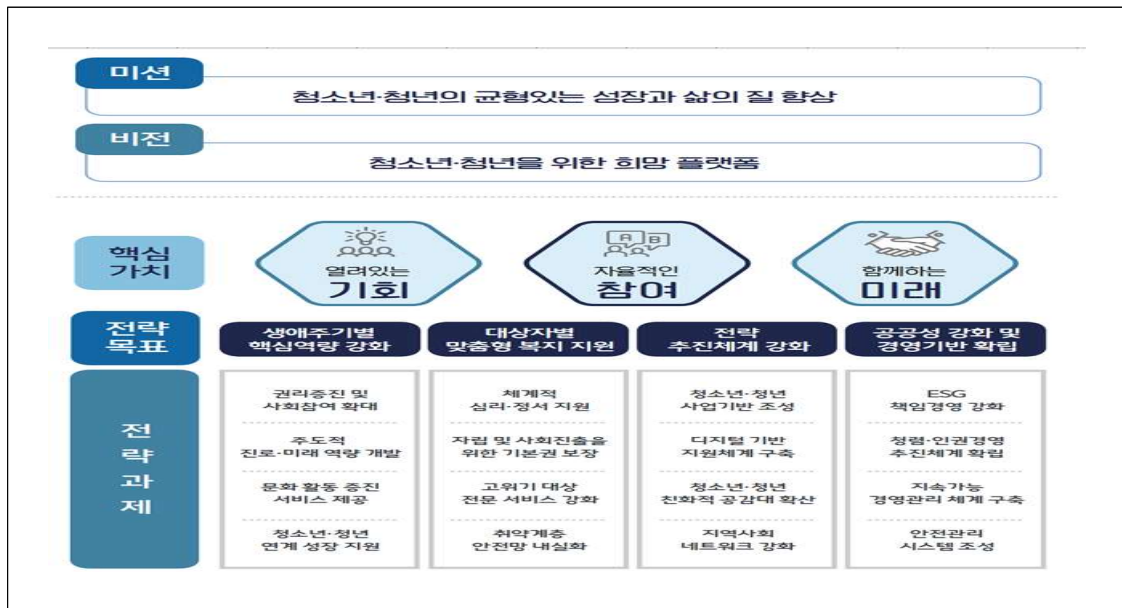 미션
청소년·청년의 균형있는 성장과 삶의 질 향상
비전
청소년·청년을 위한 희망 플랫폼
핵심
가치
열려있는
기회
A B
자율적인
참여
함께하는
미래
전략
목표
생애주기별
핵심역량 강화
대상자별
맞춤형 복지 지원
전략
추진체계 강화
공공성 강화 및
경영기반 확립
전
략
과
제
권리증진 및
사회참여 확대
주도적
진로·미래 역량 개발
문화 활동 증진
서비스 제공
청소년·청년
연계 성장 지원
체계적
심리·정서 지원
자립 및 사회진출을
위한 기본권 보장
고위기 대상
전문 서비스 강화
취약계층
안전망 내실화
청소년·청년
사업기반 조성
디지털 기반
지원체계 구축
청소년·청년
친화적 공감대 확산
지역사회
네트워크 강화
ESG
책임경영 강화
청렴·인권경영
추진체계 확립
지속가능
경영관리 체계 구축
안전관리
시스템 조성